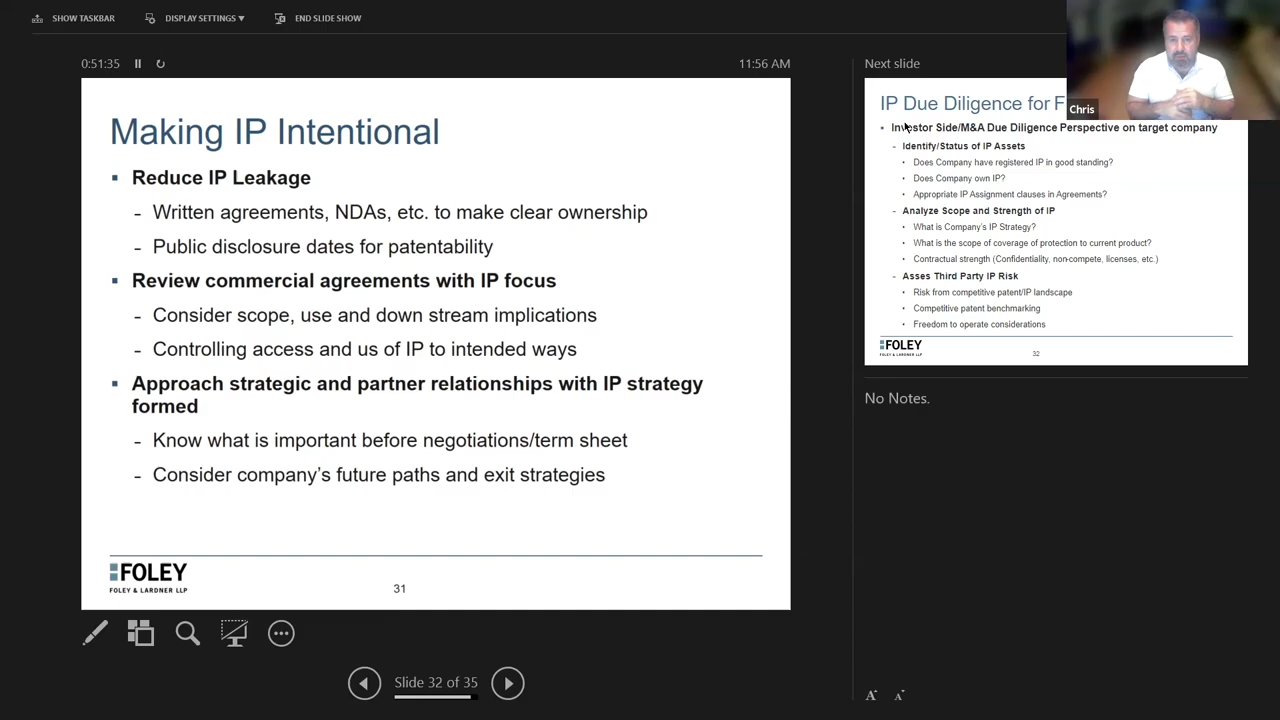 SHOW TASKBAR
DISPLAY SETTINGS ▼
END SLIDE SHOW
0:51:35
11:56 AM
Making IP Intentional
▪ Reduce IP Leakage
- Written agreements, NDAs, etc. to make clear ownership
- Public disclosure dates for patentability
▪ Review commercial agreements with IP focus
- Consider scope, use and down stream implications
- Controlling access and us of IP to intended ways
▪ Approach strategic and partner relationships with IP strategy
formed
- Know what is important before negotiations/term sheet
- Consider company's future paths and exit strategies
FOLEY
FOLEY & LARDNER LLP
31
Slide 32 of 35
Next slide
Chris
IP Due Diligence for
• Investor Side/M&A Due Diligence Perspective on target company
- Identify/Status of IP Assets
• Does Company have registered IP in good standing?
• Does Company own IP?
• Appropriate IP Assignment clauses in Agreements?
- Analyze Scope and Strength of IP
• What is Company's IP Strategy?
• What is the scope of coverage of protection to current product?
• Contractual strength (Confidentiality, non-compete, licenses, etc.)
- Asses Third Party IP Risk
• Risk from competitive patent/IP landscape
• Competitive patent benchmarking
• Freedom to operate considerations
FOLEY
FOLEY & LARDNER LLP
32
No Notes.
A A